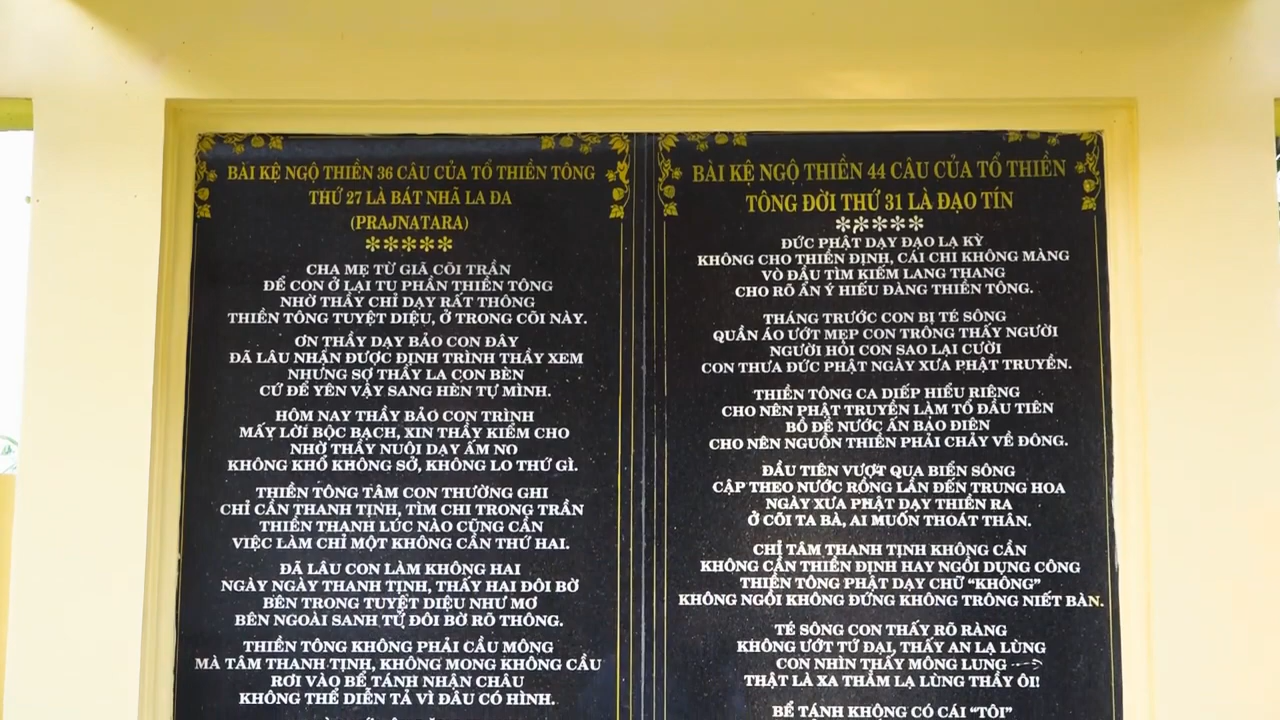 BÀI KỆ NGỘ THIỀN 36 CÂU CỦA TỔ THIỀN TÔNG
THỨ 27 LÀ BÁT NHÃ LA ĐA
(PRAJNATARA)
CHA MẸ TỪ GIÃ CÕI TRẦN
ĐỂ CON Ở LẠI TU PHẦN THIỀN TÔNG
NHỜ THẦY CHỈ DẠY RẤT THÔNG
THIỀN TÔNG TUYỆT DIỆU, Ở TRONG CÕI NÀY.
ƠN THẦY DẠY BẢO CON ĐÂY
ĐÃ LÂU NHẬN ĐƯỢC ĐỊNH TRÌNH THẦY XEM
NHƯNG SỢ THẦY LA CON BÈN
CỨ ĐỂ YÊN VẬY SANG HÈN TỰ MÌNH.
HÔM NAY THẦY BẢO CON TRÌNH
MẤY LỜI BỘC BẠCH, XIN THẦY KIỂM CHO
NHỜ THẦY NUÔI DẠY ẤM NO
KHÔNG KHỔ KHÔNG SỞ, KHÔNG LO THỨ GÌ.
THIỀN TÔNG TÂM CON THƯỜNG GHI
CHỈ CẦN THANH TỊNH, TÌM CHI TRONG TRẦN
THIỀN THANH LÚC NÀO CŨNG CẦN
VIỆC LÀM CHỈ MỘT KHÔNG CẦN THỨ HAI.
ĐÃ LÂU CON LÀM KHÔNG HAI
NGÀY NGÀY THANH TỊNH, THẤY HAI ĐÔI BỜ
BÊN TRONG TUYỆT DIỆU NHƯ MƠ
BÊN NGOÀI SANH TỬ ĐÔI BỜ RÕ THÔNG.
THIỀN TÔNG KHÔNG PHẢI CẦU MÔNG
MÀ TÂM THANH TỊNH, KHÔNG MONG KHÔNG CẦU
RƠI VÀO BỂ TÁNH NHẬN CHÂU
KHÔNG THỂ DIỄN TẢ VÌ ĐÂU CÓ HÌNH.
BÀI KỆ NGỘ THIỀN 44 CÂU CỦA TỔ THIỀN
TÔNG ĐỜI THỨ 31 LÀ ĐẠO TÍN
ĐỨC PHẬT DẠY ĐẠO LẠ KỲ
KHÔNG CHO THIỀN ĐỊNH, CÁI CHI KHÔNG MÀNG
VÒ ĐẦU TÌM KIẾM LANG THANG
CHO RÕ ẨN Ý HIẾU ĐÀNG THIỀN TÔNG.
THÁNG TRƯỚC CON BỊ TÉ SÔNG
QUẦN ÁO ƯỚT MẸP CON TRÔNG THẤY NGƯỜI
NGƯỜI HỎI CON SAO LẠI CƯỜI
CON THƯA ĐỨC PHẬT NGÀY XƯA PHẬT TRUYỀN.
THIỀN TÔNG CA DIẾP HIỂU RIÊNG
CHO NÊN PHẬT TRUYỀN LÀM TỔ ĐẦU TIÊN
BỒ ĐỀ NƯỚC ẤN BẢO ĐIỆN
CHO NÊN NGUỒN THIỀN PHẢI CHẢY VỀ ĐÔNG.
ĐẦU TIÊN VƯỢT QUA BIỂN SÔNG
CẬP THEO NƯỚC RỒNG LẦN ĐẾN TRUNG HOA
NGÀY XƯA PHẬT DẠY THIỀN RA
Ở CÕI TA BÀ, AI MUỐN THOÁT THÂN.
CHỈ TÂM THANH TỊNH KHÔNG CẦN
KHÔNG CẦN THIỀN ĐỊNH HAY NGỒI DỤNG CÔNG
THIỀN TÔNG PHẬT DẠY CHỮ “KHÔNG”
KHÔNG NGỒI KHÔNG ĐỨNG KHÔNG TRÔNG NIẾT BÀN.
TÉ SÔNG CON THẤY RÕ RÀNG
KHÔNG ƯỚT TỨ ĐẠI, THẤY AN LẠ LÙNG
CON NHÌN THẤY MÔNG LUNG
THẬT LÀ XA THẲM LẠ LÙNG THẦY ÔI!
BỂ TÁNH KHÔNG CÓ CÁI “TÔI”